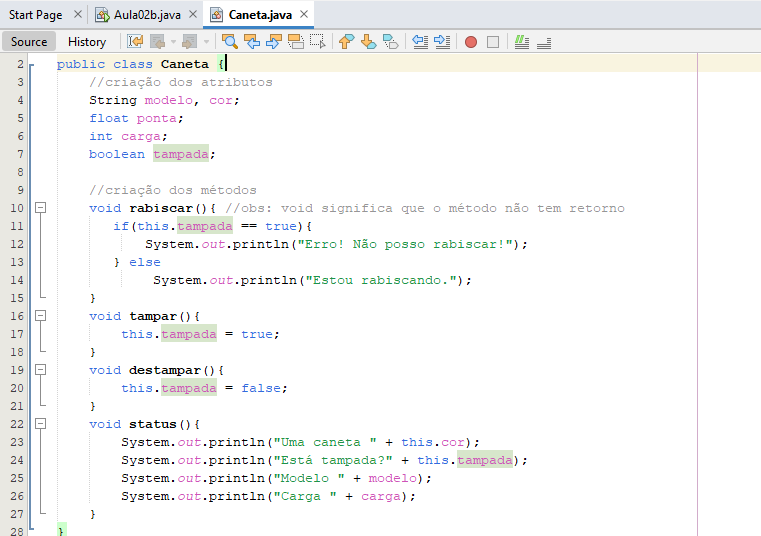 Start Page Aula02b.java Caneta.java
Source History
2 public class Caneta {
3 //criação dos atributos
4 String modelo, cor;
5 float ponta;
6 int carga;
7 boolean tampada;
8
9 //criação dos métodos
10 void rabiscar(){ //obs: void significa que o método não tem retorno
11 if(this.tampada == true){
12 System.out.println("Erro! Não posso rabiscar!");
13 } else
14 System.out.println("Estou rabiscando.");
15 }
16 void tampar(){
17 this.tampada = true;
18 }
19 void destampar(){
20 this.tampada = false;
21 }
22 void status(){
23 System.out.println("Uma caneta " + this.cor);
24 System.out.println("Está tampada?" + this.tampada);
25 System.out.println("Modelo " + modelo);
26 System.out.println("Carga " + carga);
27 }
28 }